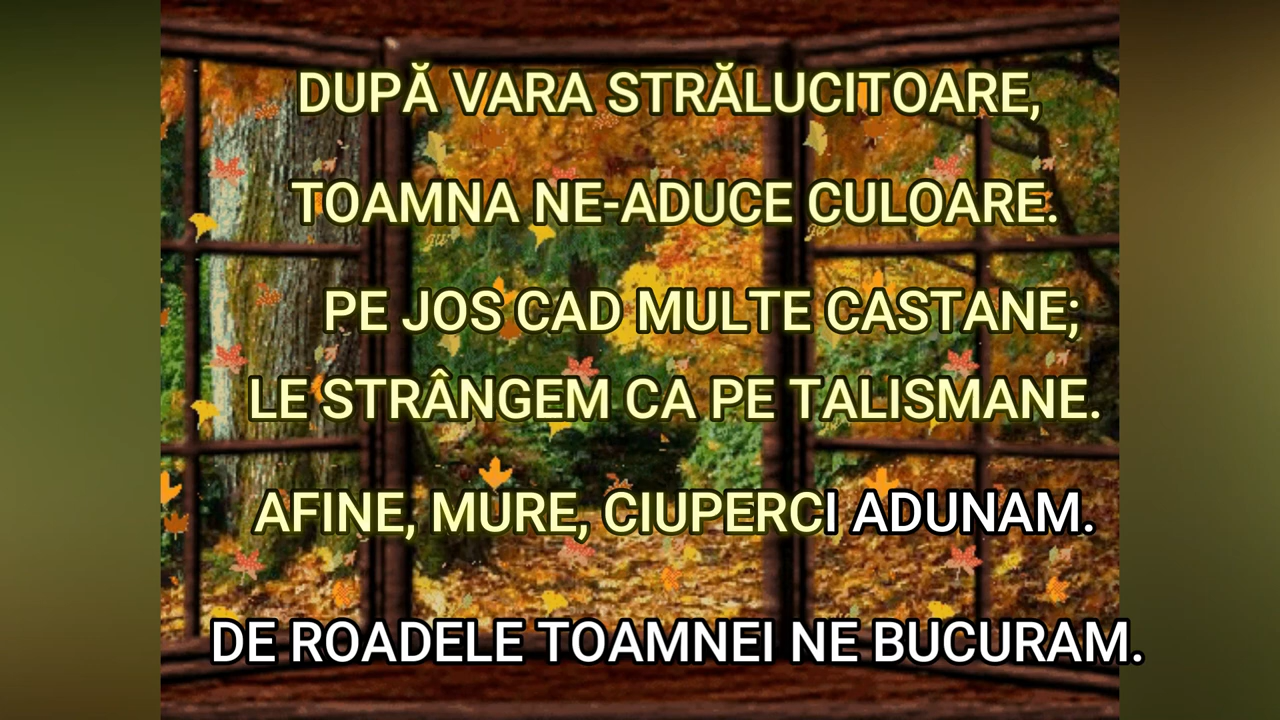 DUPĂ VARA STRĂLUCITOARE,
TOAMNA NE-ADUCE CULOARE.
PE JOS CAD MULTE CASTANE;
LE STRÂNGEM CA PE TALISMANE.
AFINE, MURE, CIUPERCI ADUNAM.
DE ROADELE TOAMNEI NE BUCURAM.